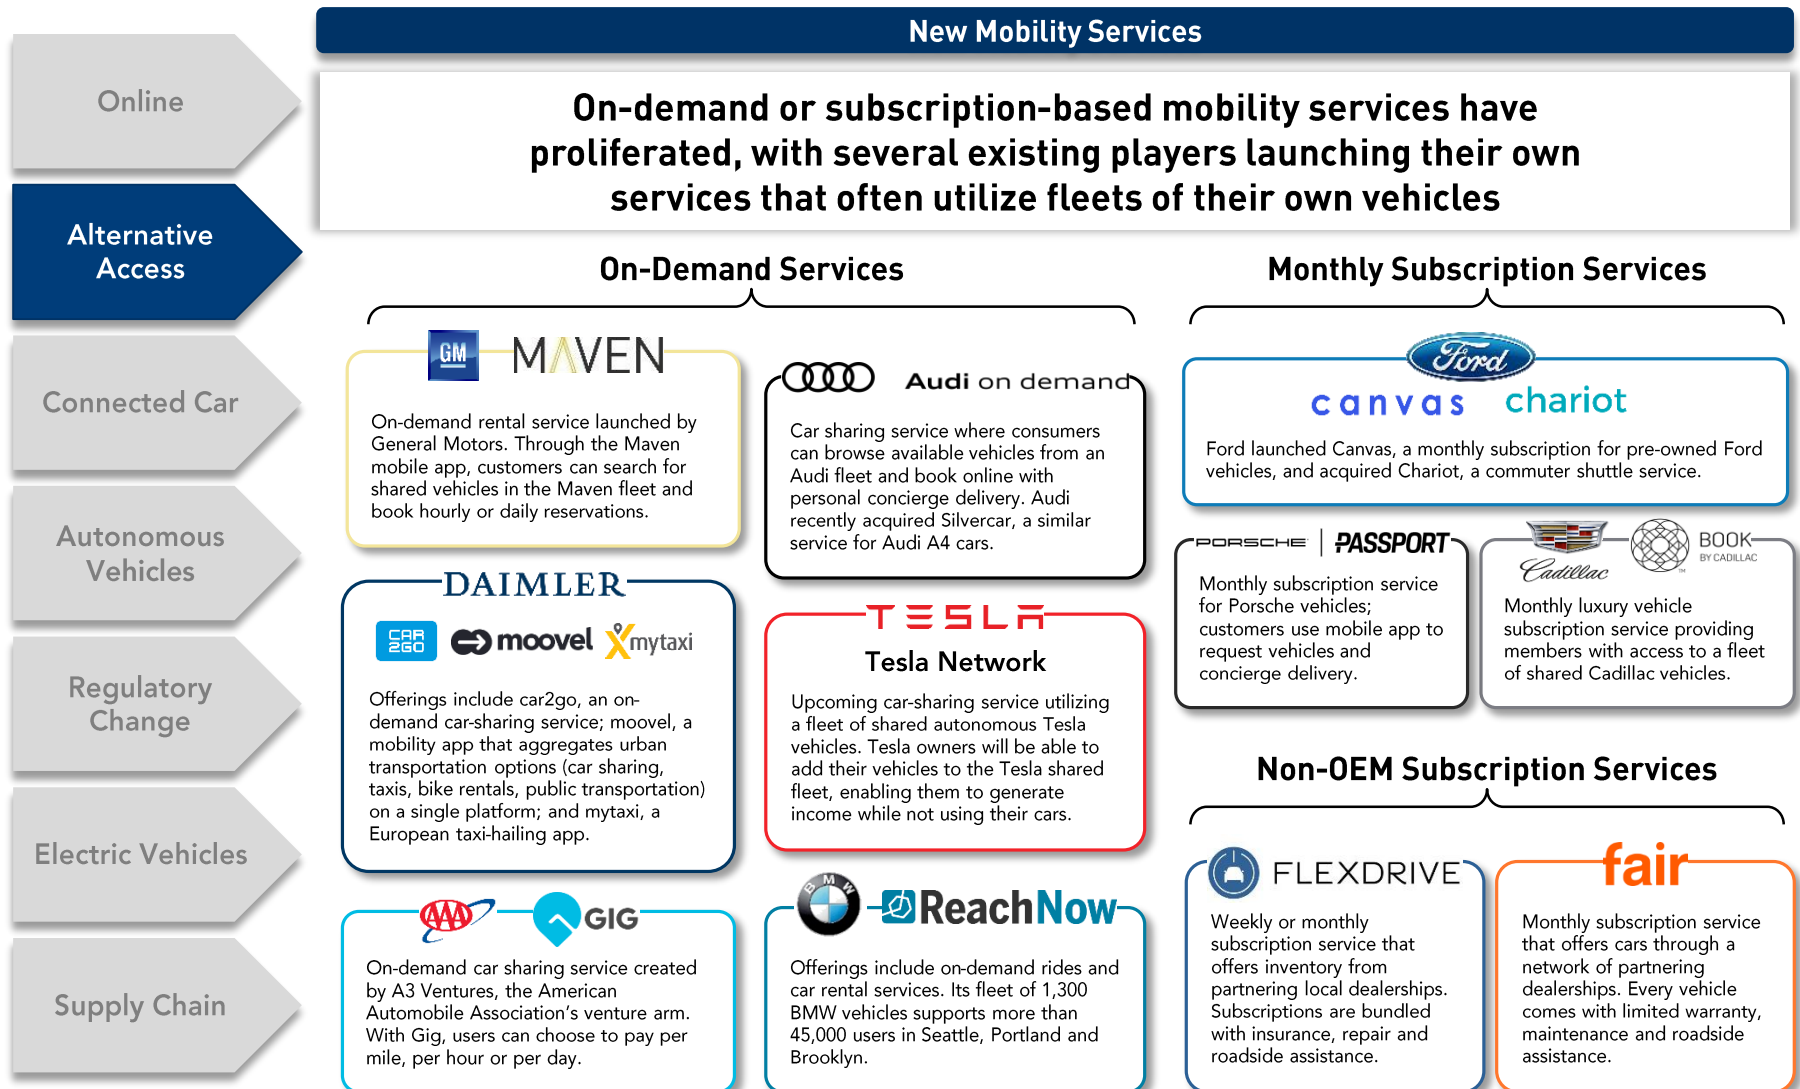 New Mobility Services
On-demand or subscription-based mobility services have
proliferated, with several existing players launching their own
services that often utilize fleets of their own vehicles
Online
Alternative
Access
Connected Car
Autonomous
Vehicles
Regulatory
Change
Electric Vehicles
Supply Chain
On-Demand Services
GM MAVEN
On-demand rental service launched by
General Motors. Through the Maven
mobile app, customers can search for
shared vehicles in the Maven fleet and
book hourly or daily reservations.
Audi on demand
Car sharing service where consumers
can browse available vehicles from an
Audi fleet and book online with
personal concierge delivery. Audi
recently acquired Silvercar, a similar
service for Audi A4 cars.
DAIMLER
CAR2GO moovel mytaxi
Offerings include car2go, an on-
demand car-sharing service; moovel, a
mobility app that aggregates urban
transportation options (car sharing,
taxis, bike rentals, public transportation)
on a single platform; and mytaxi, a
European taxi-hailing app.
TESLA
Tesla Network
Upcoming car-sharing service utilizing
a fleet of shared autonomous Tesla
vehicles. Tesla owners will be able to
add their vehicles to the Tesla shared
fleet, enabling them to generate
income while not using their cars.
AAA GIG
On-demand car sharing service created
by A3 Ventures, the American
Automobile Association's venture arm.
With Gig, users can choose to pay per
mile, per hour or per day.
BMW ReachNow
Offerings include on-demand rides and
car rental services. Its fleet of 1,300
BMW vehicles supports more than
45,000 users in Seattle, Portland and
Brooklyn.
Monthly Subscription Services
Ford
canvas chariot
Ford launched Canvas, a monthly subscription for pre-owned Ford
vehicles, and acquired Chariot, a commuter shuttle service.
PORSCHE | PASSPORT
Monthly subscription service
for Porsche vehicles;
customers use mobile app to
request vehicles and
concierge delivery.
Cadillac
BOOK
BY CADILLAC
TM
Monthly luxury vehicle
subscription service providing
members with access to a fleet
of shared Cadillac vehicles.
Non-OEM Subscription Services
FLEXDRIVE
Weekly or monthly
subscription service that
offers inventory from
partnering local dealerships.
Subscriptions are bundled
with insurance, repair and
roadside assistance.
fair
Monthly subscription service
that offers cars through a
network of partnering
dealerships. Every vehicle
comes with limited warranty,
maintenance and roadside
assistance.